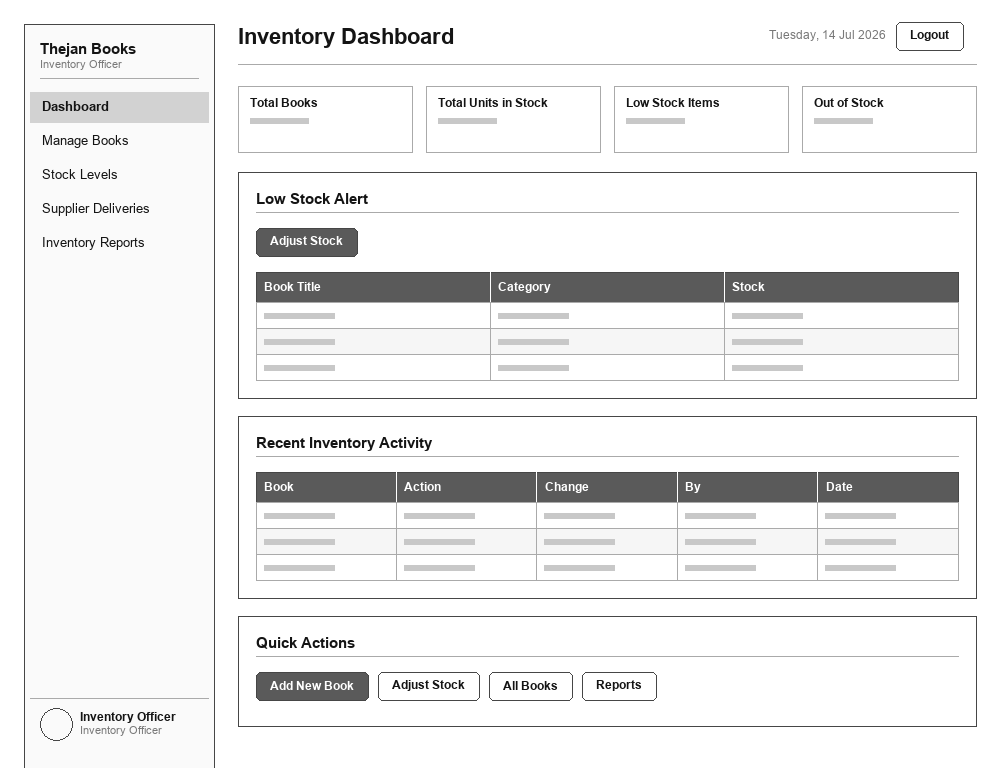 Thejan Books
Inventory Officer
Dashboard
Manage Books
Stock Levels
Supplier Deliveries
Inventory Reports
Inventory Officer
Inventory Officer
Inventory Dashboard
Tuesday, 14 Jul 2026
Logout
Total Books
Total Units in Stock
Low Stock Items
Out of Stock
Low Stock Alert
Adjust Stock
Book Title Category Stock
Recent Inventory Activity
Book Action Change By Date
Quick Actions
Add New Book
Adjust Stock
All Books
Reports